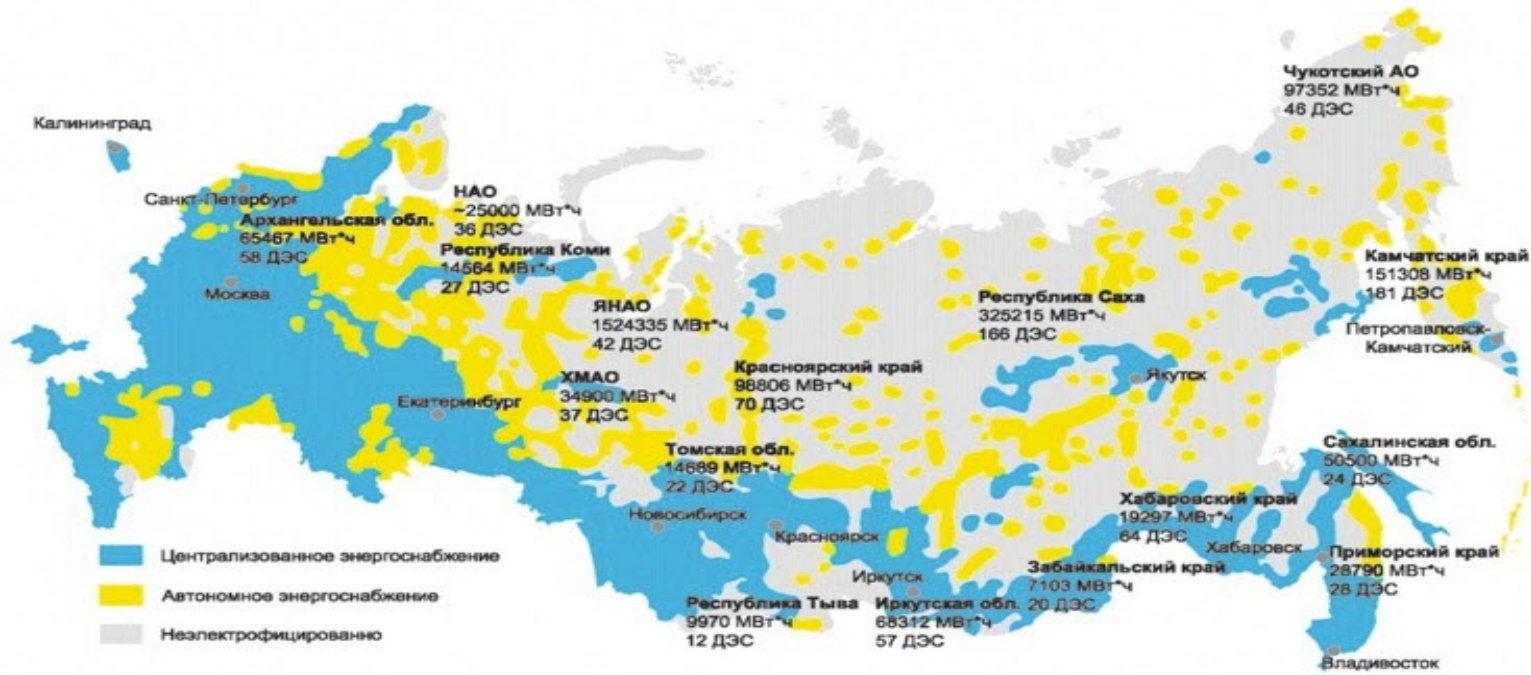 Чукотский АО
97352 МВт*ч
46 ДЭС
Калининград
Санкт-Петербург
Архангельская обл.
65467 МВт*ч
58 ДЭС
Москва
НАО
~25000 МВт*ч
36 ДЭС
Республика Коми
14564 МВт*ч
27 ДЭС
ЯНАО
1524335 МВт*ч
42 ДЭС
Республика Саха
325215 МВт*ч
166 ДЭС
Камчатский край
151308 МВт*ч
181 ДЭС
Петропавловск-
Камчатский
ХМАО
34900 МВт*ч
37 ДЭС
Екатеринбург
Красноярский край
98806 МВт*ч
70 ДЭС
Якутск
Томская обл.
14689 МВт*ч
22 ДЭС
Сахалинская обл.
50500 МВт*ч
24 ДЭС
Новосибирск
Красноярск
Хабаровский край
19297 МВт*ч
64 ДЭС
Хабаровск
Приморский край
28790 МВт*ч
28 ДЭС
Иркутск
Забайкальский край
7103 МВт*ч
20 ДЭС
Республика Тыва
9970 МВт*ч
12 ДЭС
Иркутская обл.
68312 МВт*ч
57 ДЭС
Владивосток
Централизованное энергоснабжение
Автономное энергоснабжение
Неэлектрофицированно